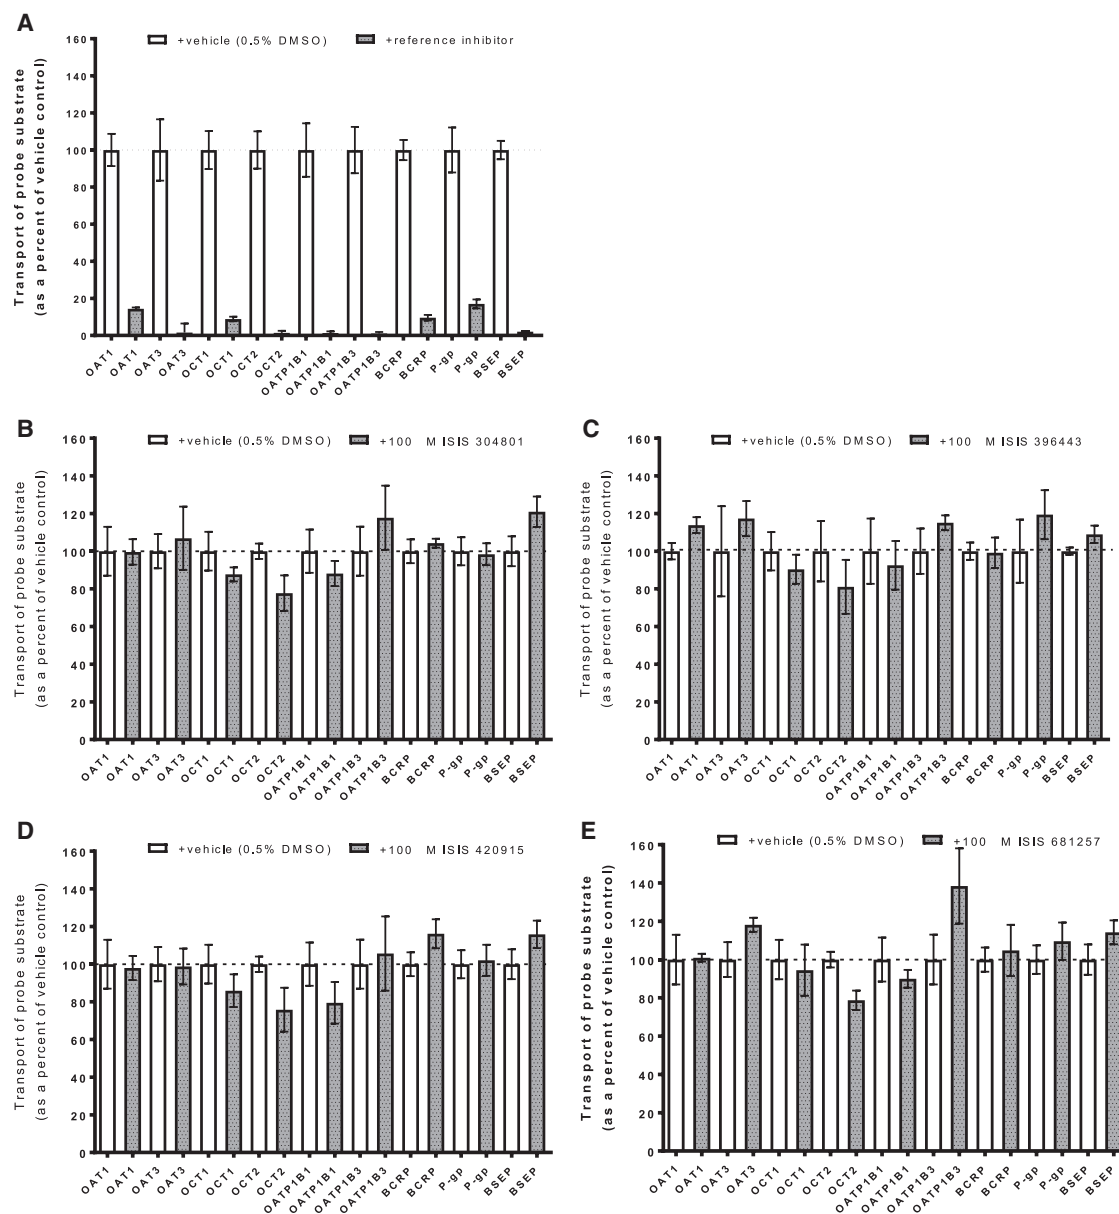 A
+vehicle (0.5% DMSO) +reference inhibitor
Transport of probe substrate
(as a percent of vehicle control)
160
140
120
100
80
60
40
20
0
OAT1 OAT1 OAT3 OAT3 OCT1 OCT1 OCT2 OCT2 OATP1B1 OATP1B1 OATP1B3 OATP1B3 BCRP BCRP P-gp P-gp BSEP BSEP
B
+vehicle (0.5% DMSO) +100 M ISIS 304801
Transport of probe substrate
(as a percent of vehicle control)
160
140
120
100
80
60
40
20
0
OAT1 OAT1 OAT3 OAT3 OCT1 OCT1 OCT2 OCT2 OATP1B1 OATP1B1 OATP1B3 OATP1B3 BCRP BCRP P-gp P-gp BSEP BSEP
C
+vehicle (0.5% DMSO) +100 M ISIS 396443
Transport of probe substrate
(as a percent of vehicle control)
160
140
120
100
80
60
40
20
0
OAT1 OAT1 OAT3 OAT3 OCT1 OCT1 OCT2 OCT2 OATP1B1 OATP1B1 OATP1B3 OATP1B3 BCRP BCRP P-gp P-gp BSEP BSEP
D
+vehicle (0.5% DMSO) +100 M ISIS 420915
Transport of probe substrate
(as a percent of vehicle control)
160
140
120
100
80
60
40
20
0
OAT1 OAT1 OAT3 OAT3 OCT1 OCT1 OCT2 OCT2 OATP1B1 OATP1B1 OATP1B3 OATP1B3 BCRP BCRP P-gp P-gp BSEP BSEP
E
+vehicle (0.5% DMSO) +100 M ISIS 681257
Transport of probe substrate
(as a percent of vehicle control)
160
140
120
100
80
60
40
20
0
OAT1 OAT1 OAT3 OAT3 OCT1 OCT1 OCT2 OCT2 OATP1B1 OATP1B1 OATP1B3 OATP1B3 BCRP BCRP P-gp P-gp BSEP BSEP